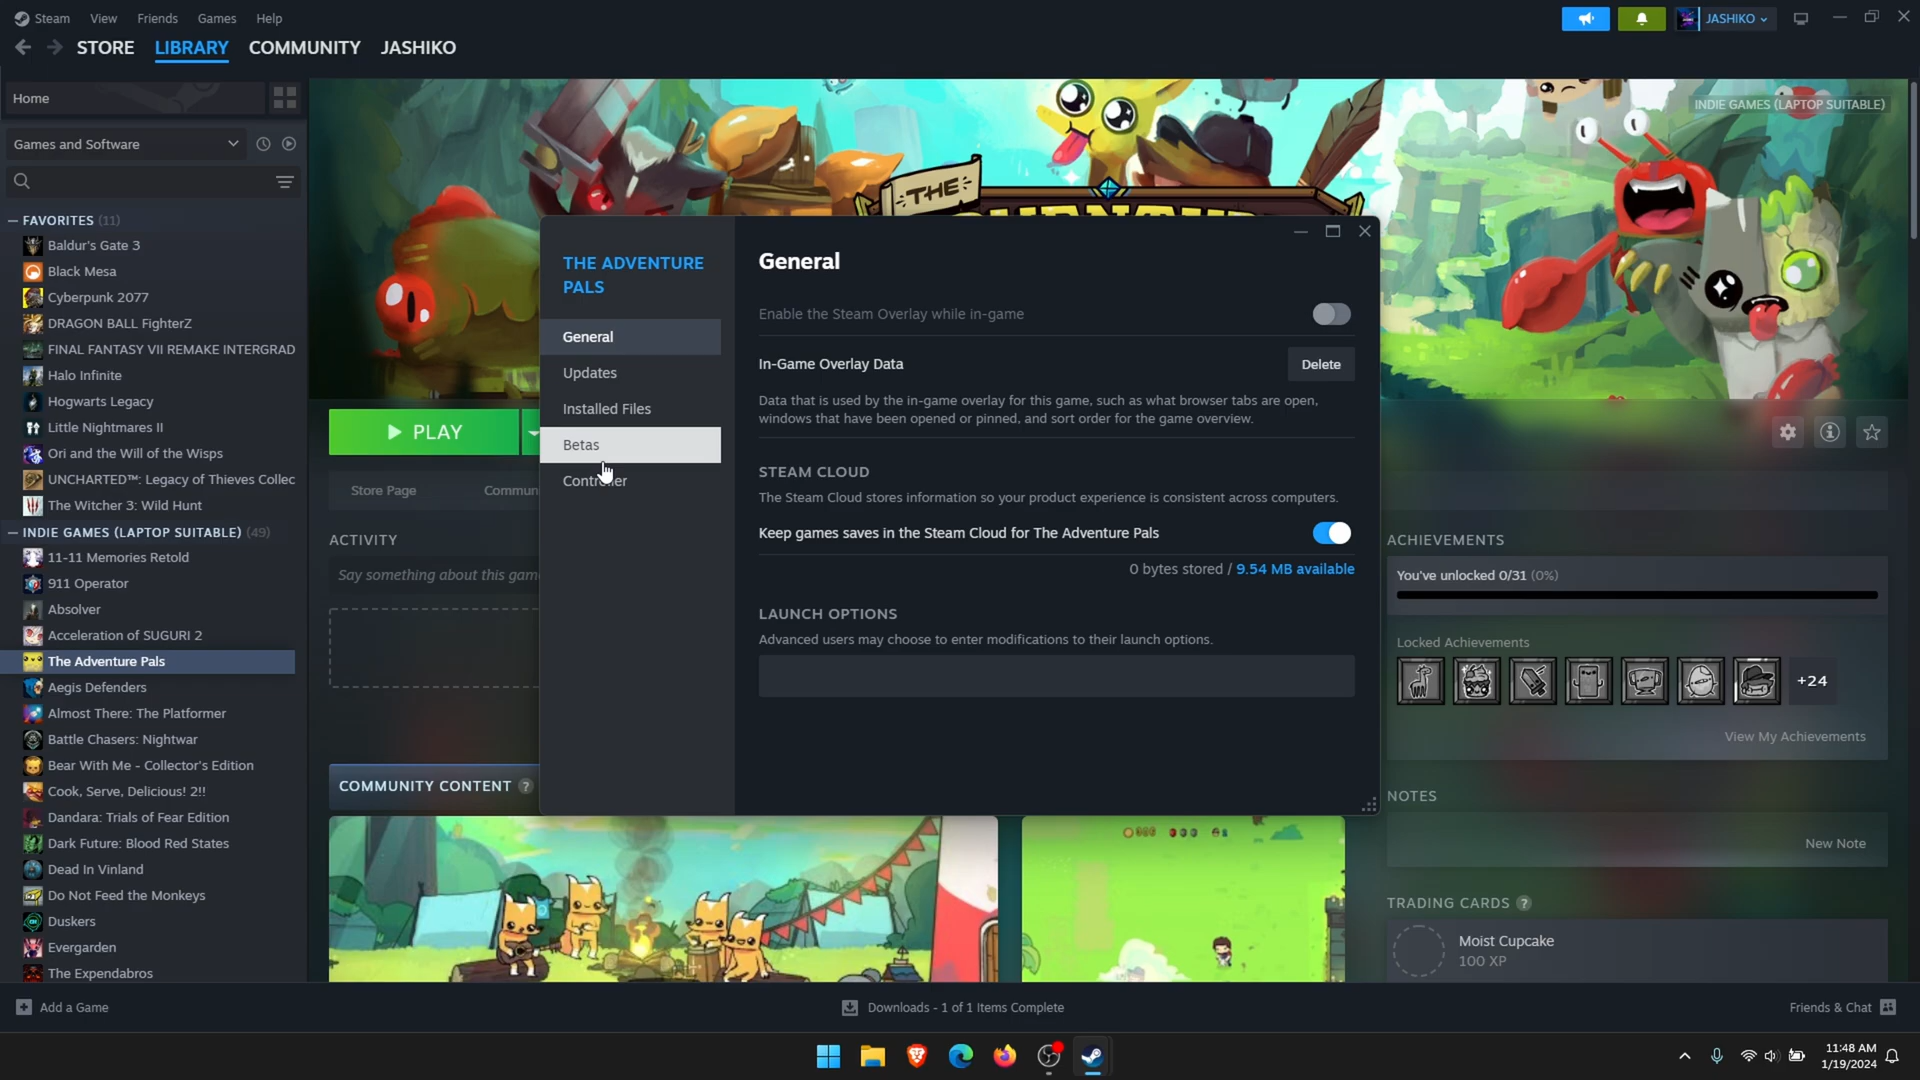 Steam View Friends Games Help JASHIKO
STORE LIBRARY COMMUNITY JASHIKO
Home
Games and Software
FAVORITES (11)
Baldur's Gate 3
Black Mesa
Cyberpunk 2077
DRAGON BALL FighterZ
FINAL FANTASY VII REMAKE INTERGRAD
Halo Infinite
Hogwarts Legacy
Little Nightmares II
Ori and the Will of the Wisps
UNCHARTED™: Legacy of Thieves Collec
The Witcher 3: Wild Hunt
INDIE GAMES (LAPTOP SUITABLE) (49)
11-11 Memories Retold
911 Operator
Absolver
Acceleration of SUGURI 2
The Adventure Pals
Aegis Defenders
Almost There: The Platformer
Battle Chasers: Nightwar
Bear With Me - Collector's Edition
Cook, Serve, Delicious! 2!!
Dandara: Trials of Fear Edition
Dark Future: Blood Red States
Dead In Vinland
Do Not Feed the Monkeys
Duskers
Evergarden
The Expendabros
INDIE GAMES (LAPTOP SUITABLE)
THE
PLAY
Store Page Commun
ACTIVITY
Say something about this gam
COMMUNITY CONTENT ?
THE ADVENTURE
PALS
General
Updates
Installed Files
Betas
Controller
General
Enable the Steam Overlay while in-game
In-Game Overlay Data Delete
Data that is used by the in-game overlay for this game, such as what browser tabs are open,
windows that have been opened or pinned, and sort order for the game overview.
STEAM CLOUD
The Steam Cloud stores information so your product experience is consistent across computers.
Keep games saves in the Steam Cloud for The Adventure Pals
0 bytes stored / 9.54 MB available
LAUNCH OPTIONS
Advanced users may choose to enter modifications to their launch options.
ACHIEVEMENTS
You've unlocked 0/31 (0%)
Locked Achievements
+24
View My Achievements
NOTES
New Note
TRADING CARDS ?
Moist Cupcake
100 XP
Add a Game Downloads - 1 of 1 Items Complete Friends & Chat
11:48 AM
1/19/2024